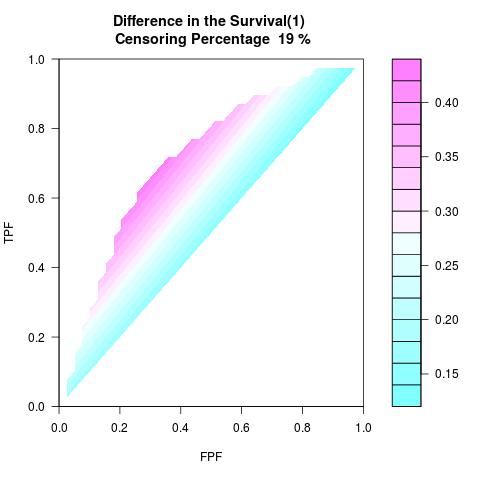 Difference in the Survival(1)
Censoring Percentage  19 %
1.0
0.8
0.6
0.4
0.2
0.0
TPF
0.0 0.2 0.4 0.6 0.8 1.0
FPF
0.40
0.35
0.30
0.25
0.20
0.15